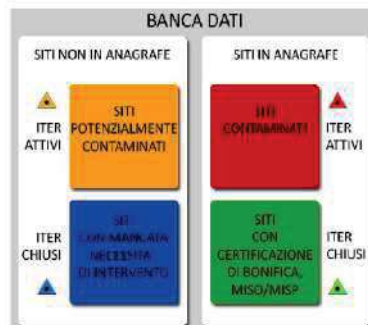 BANCA DATI
SITI NON IN ANAGRAFE
SITI IN ANAGRAFE
ITER
ATTIVI
SITI
POTENZIALMENTE
CONTAMINATI
SITI
CONTAMINATI
ITER
ATTIVI
ITER
CHIUSI
SITI
CON MANCATA
NECESSITA
DI INTERVENTO
SITI
CON
CERTIFICAZIONE
DI BONIFICA,
MISO/MISP
ITER
CHIUSI